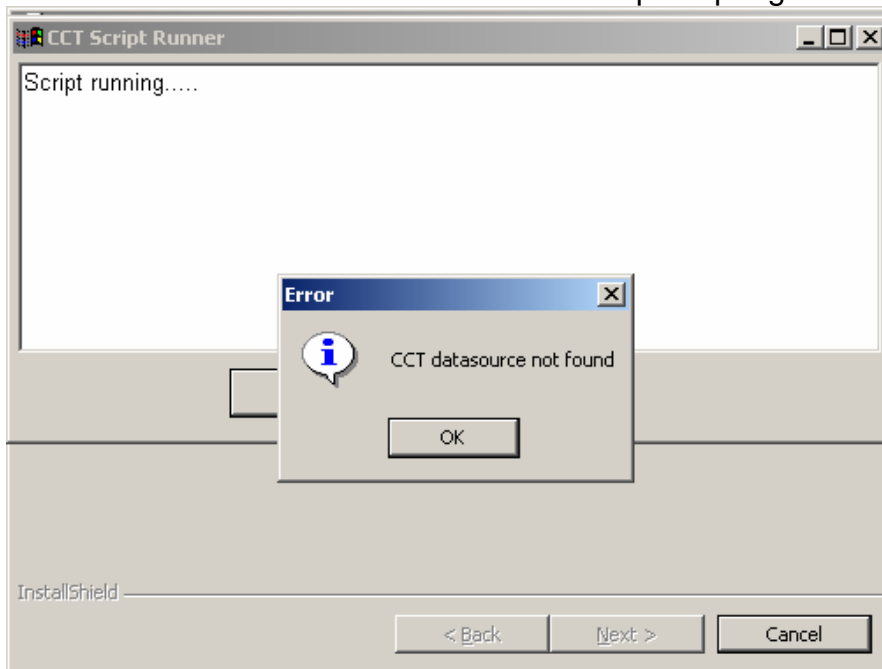 CCT Script Runner
Script running.....
Error
CCT datasource not found
OK
InstallShield
< Back
Next >
Cancel